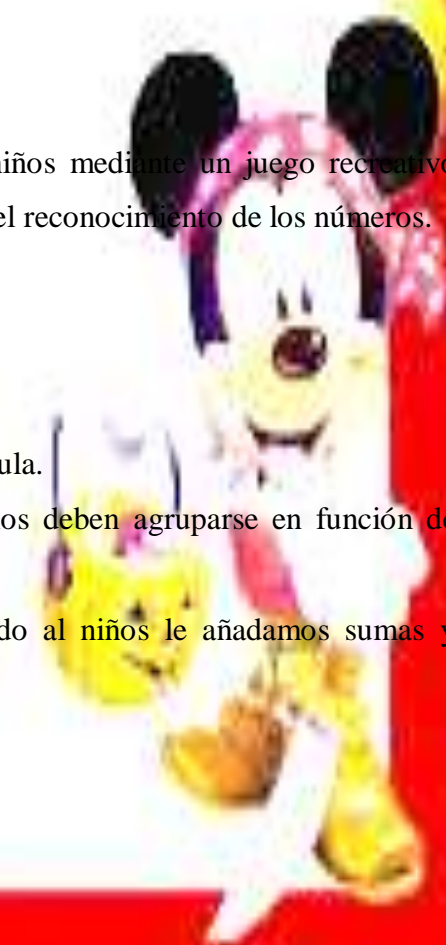 niños mediante un juego recreativo
el reconocimiento de los números.
ula.
os deben agruparse en función de
do al niños le añadamos sumas y